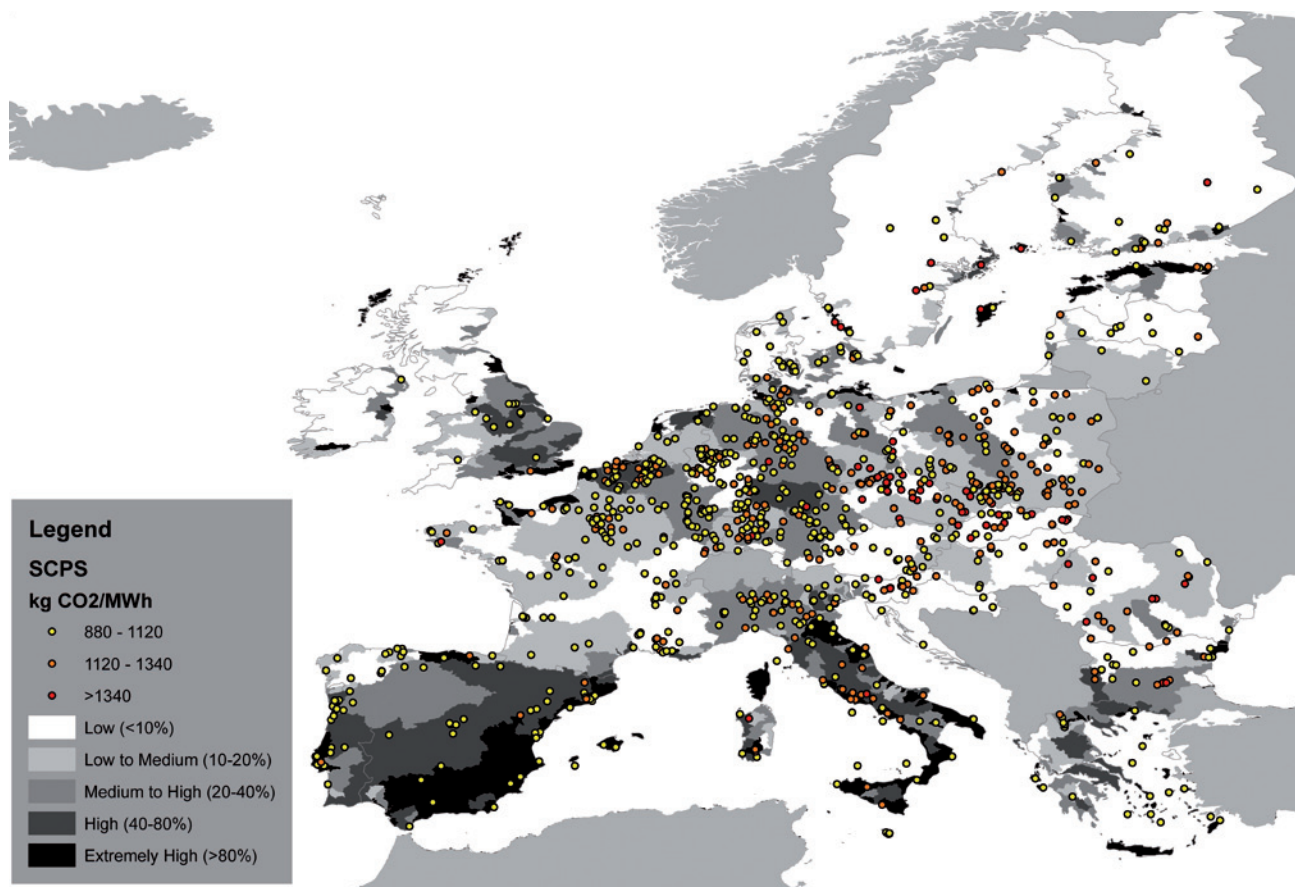 Legend
SCPS
kg CO2/MWh
880 - 1120
1120 - 1340
>1340
Low (<10%)
Low to Medium (10-20%)
Medium to High (20-40%)
High (40-80%)
Extremely High (>80%)